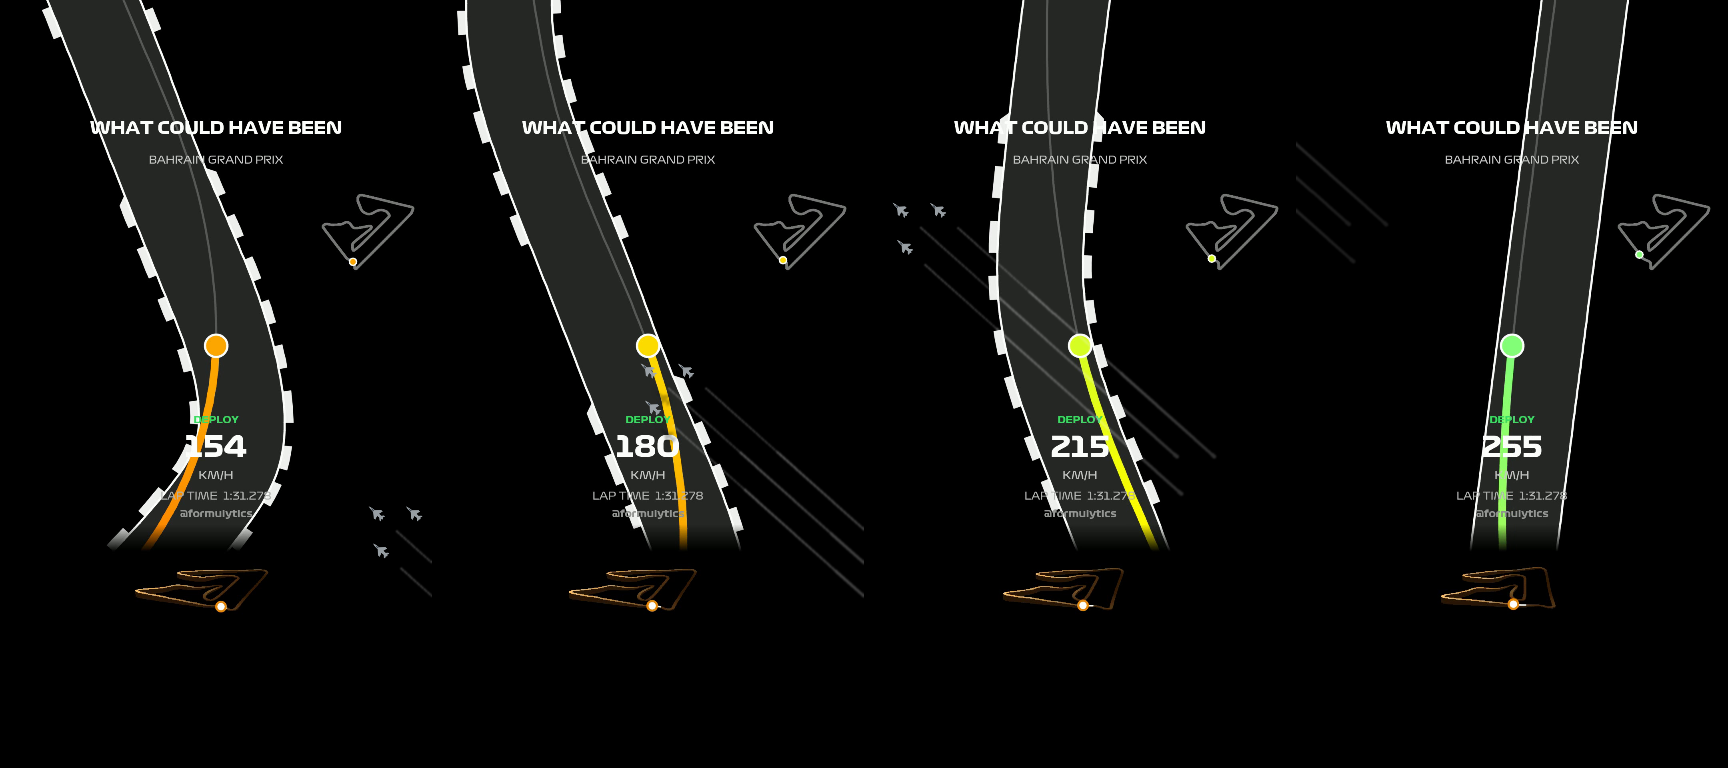 WHAT COULD HAVE BEEN
BAHRAIN GRAND PRIX
DEPLOY
154
KM/H
LAP TIME 1:31.278
@formulytics
WHAT COULD HAVE BEEN
BAHRAIN GRAND PRIX
DEPLOY
180
KM/H
LAP TIME 1:31.278
@formulytics
WHAT COULD HAVE BEEN
BAHRAIN GRAND PRIX
DEPLOY
215
KM/H
LAP TIME 1:31.278
@formulytics
WHAT COULD HAVE BEEN
BAHRAIN GRAND PRIX
DEPLOY
255
KM/H
LAP TIME 1:31.278
@formulytics